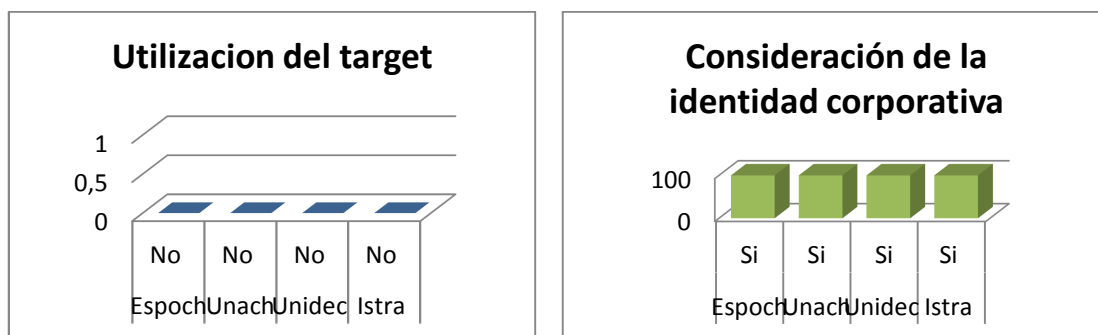 Utilizacion del target
1
0,5
0
No No No No
Espoch Unach Unidec Istra
Consideración de la
identidad corporativa
100
0
Si Si Si Si
Espoch Unach Unidec Istra